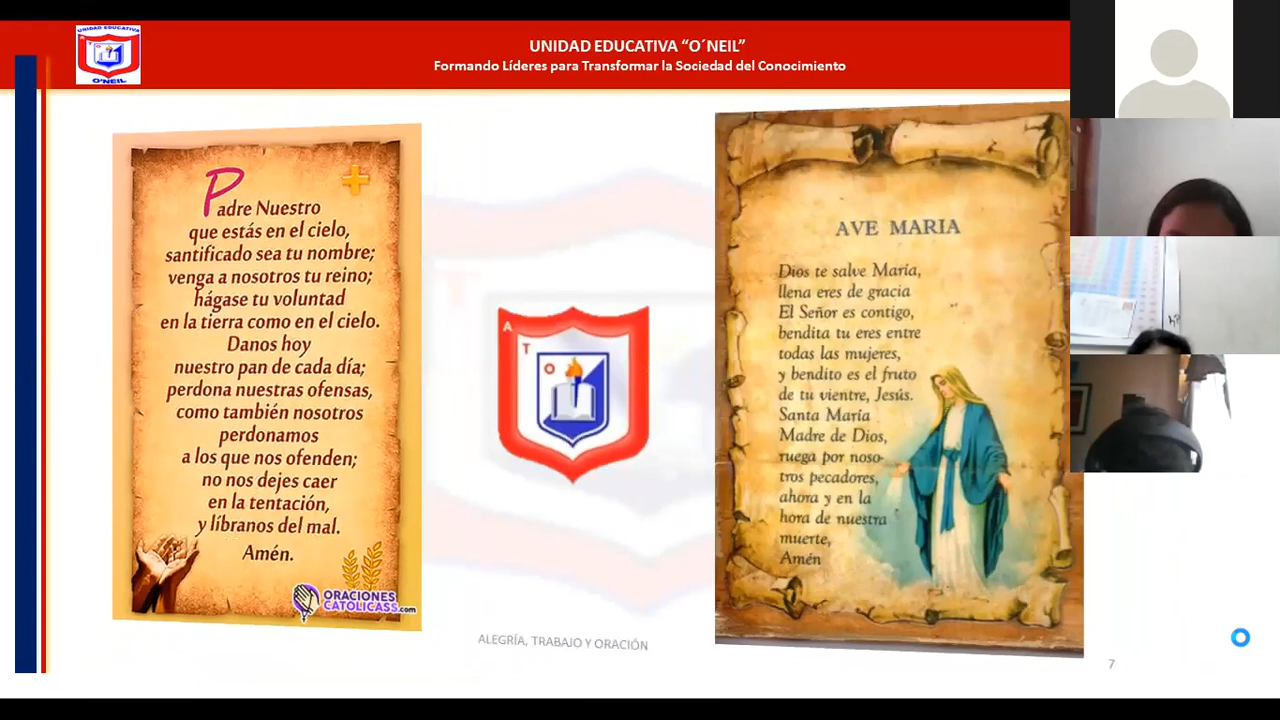 UNIDAD EDUCATIVA
O'NEIL
UNIDAD EDUCATIVA “O´NEIL”
Formando Líderes para Transformar la Sociedad del Conocimiento
Padre Nuestro
que estás en el cielo,
santificado sea tu nombre;
venga a nosotros tu reino;
hágase tu voluntad
en la tierra como en el cielo.
Danos hoy
nuestro pan de cada día;
perdona nuestras ofensas,
como también nosotros
perdonamos
a los que nos ofenden;
no nos dejes caer
en la tentación,
y líbranos del mal.
Amén.
ORACIONES
CATOLICASS.com
A
T
O
AVE MARIA
Dios te salve María,
llena eres de gracia
El Señor es contigo,
bendita tu eres entre
todas las mujeres,
y bendito es el fruto
de tu vientre, Jesús.
Santa María
Madre de Dios,
ruega por noso-
tros pecadores,
ahora y en la
hora de nuestra
muerte,
Amén
ALEGRÍA, TRABAJO Y ORACIÓN
7